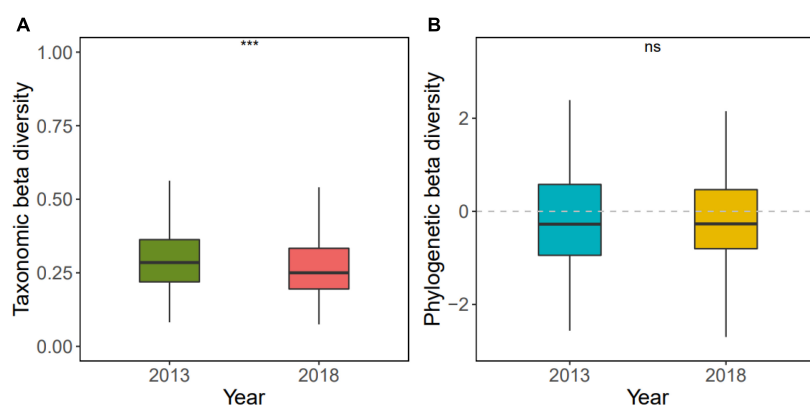 A
***
Taxonomic beta diversity
1.00
0.75
0.50
0.25
0.00
2013 2018
Year
B
ns
Phylogenetic beta diversity
2
0
−2
2013 2018
Year